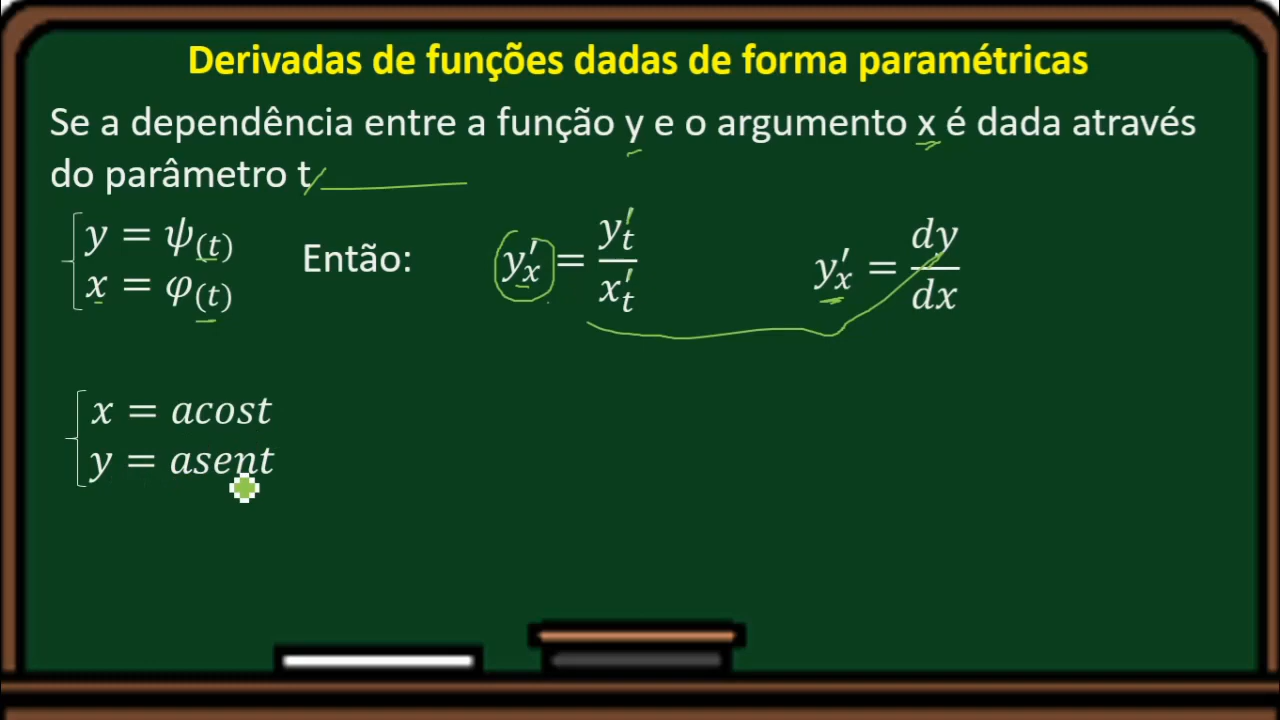 Derivadas de funções dadas de forma paramétricas
Se a dependência entre a função y e o argumento x é dada através
do parâmetro t
y = ψ(t)
x = φ(t)
Então:
y′x = y′t / x′t
y′x = dy / dx
x = acost
y = asent